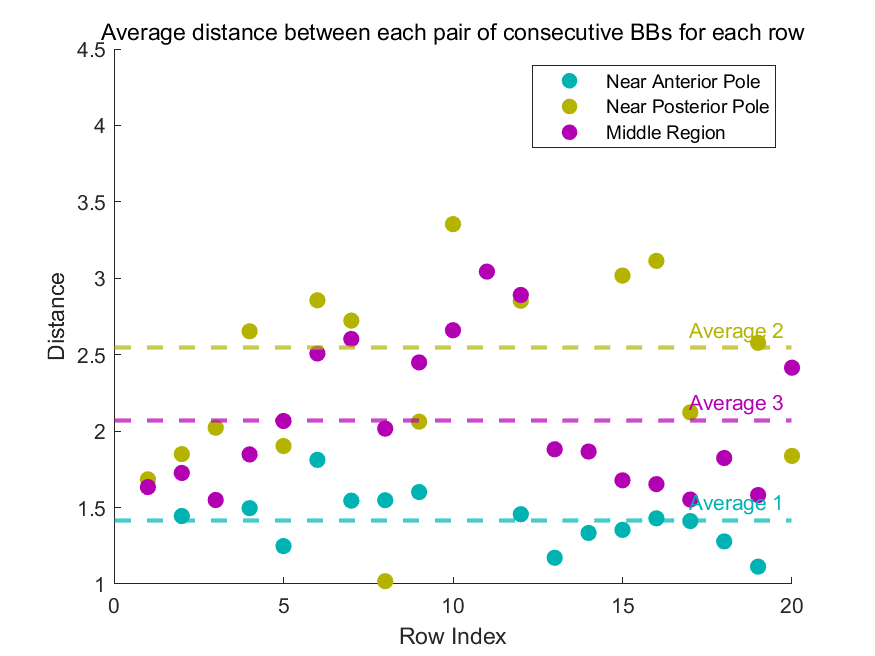 Average distance between each pair of consecutive BBs for each row
4.5
4
3.5
3
2.5
2
1.5
1
Distance
Near Anterior Pole
Near Posterior Pole
Middle Region
Average 2
Average 3
Average 1
0
5
10
15
20
Row Index